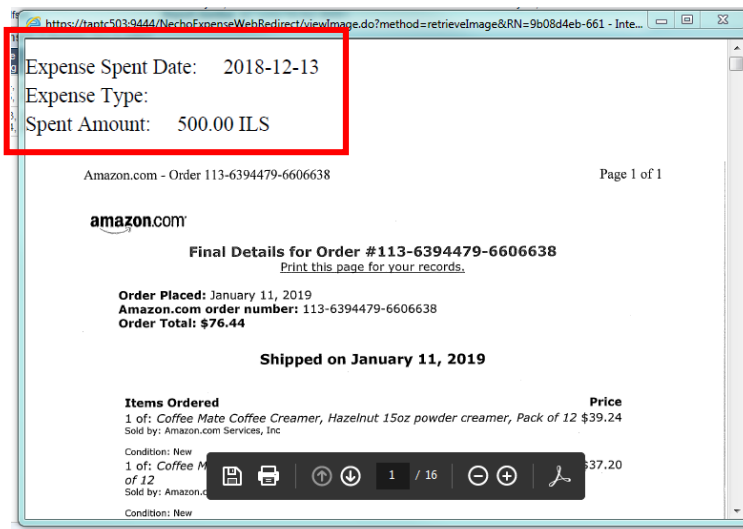 https://taptc503:9444/NechoExpenseWebRedirect/viewImage.do?method=retrieveImage&RN=9b08d4eb-661 - Inte...
Expense Spent Date: 2018-12-13
Expense Type:
Spent Amount: 500.00 ILS
Amazon.com - Order 113-6394479-6606638 Page 1 of 1
amazon.com
Final Details for Order #113-6394479-6606638
Print this page for your records.
Order Placed: January 11, 2019
Amazon.com order number: 113-6394479-6606638
Order Total: $76.44
Shipped on January 11, 2019
Items Ordered Price
1 of: Coffee Mate Coffee Creamer, Hazelnut 15oz powder creamer, Pack of 12 $39.24
Sold by: Amazon.com Services, Inc
Condition: New
1 of: Coffee $37.20
of 12
Sold by:
1 / 16
Condition: New